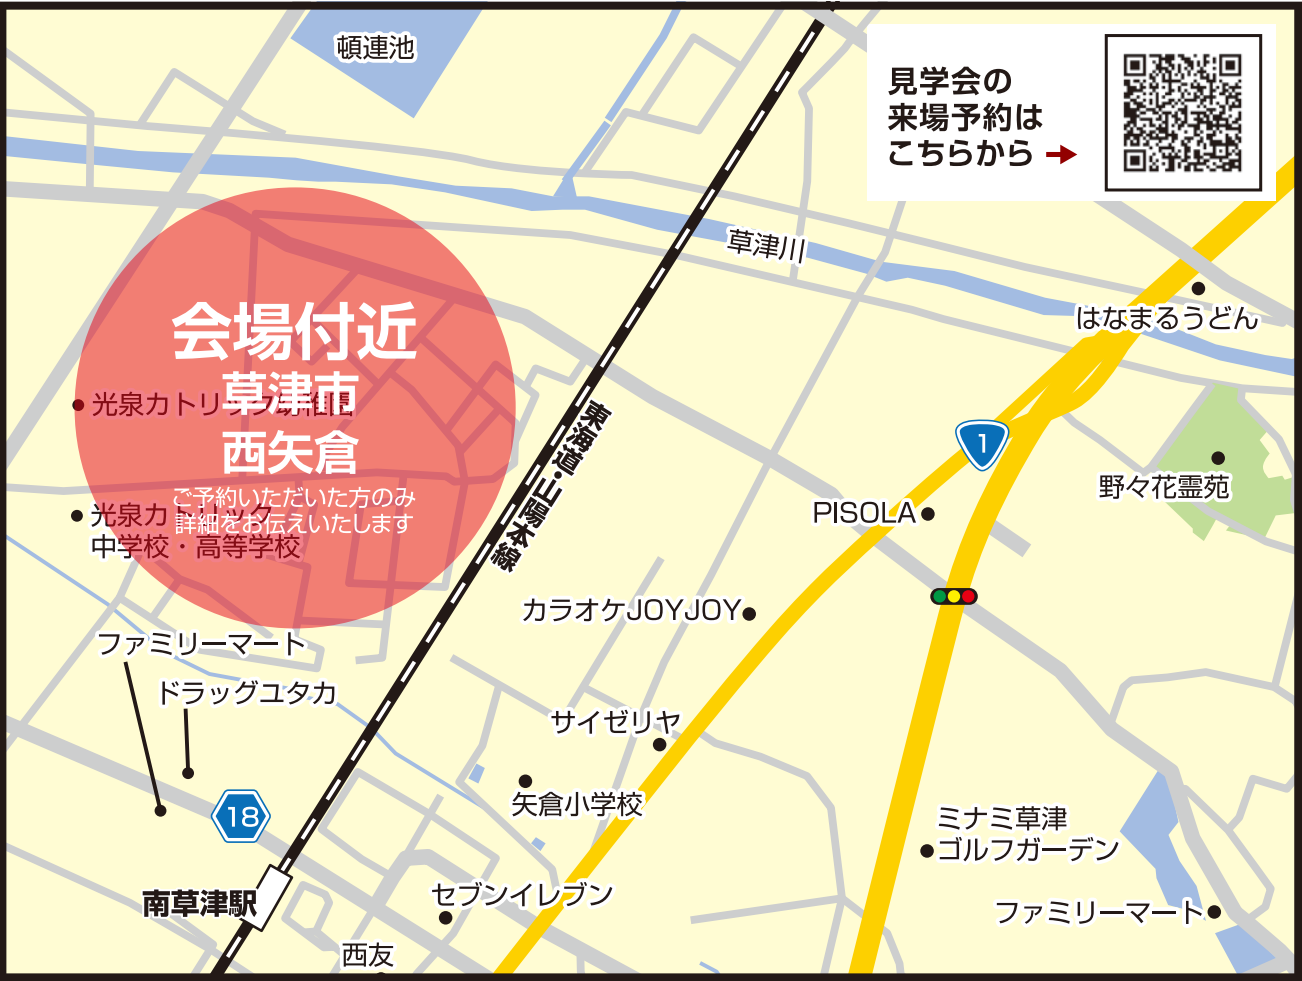 頓連池
見学会の
来場予約は
こちらから
草津川
はなまるうどん
会場付近
草津市
西矢倉
ご予約いただいた方のみ
詳細をお伝えいたします
光泉カトリック幼稚園
光泉カトリック
中学校・高等学校
東海道・山陽本線
1
野々花霊苑
PISOLA
カラオケJOYJOY
ファミリーマート
ドラッグユタカ
サイゼリヤ
矢倉小学校
18
ミナミ草津
ゴルフガーデン
南草津駅
セブンイレブン
ファミリーマート
西友